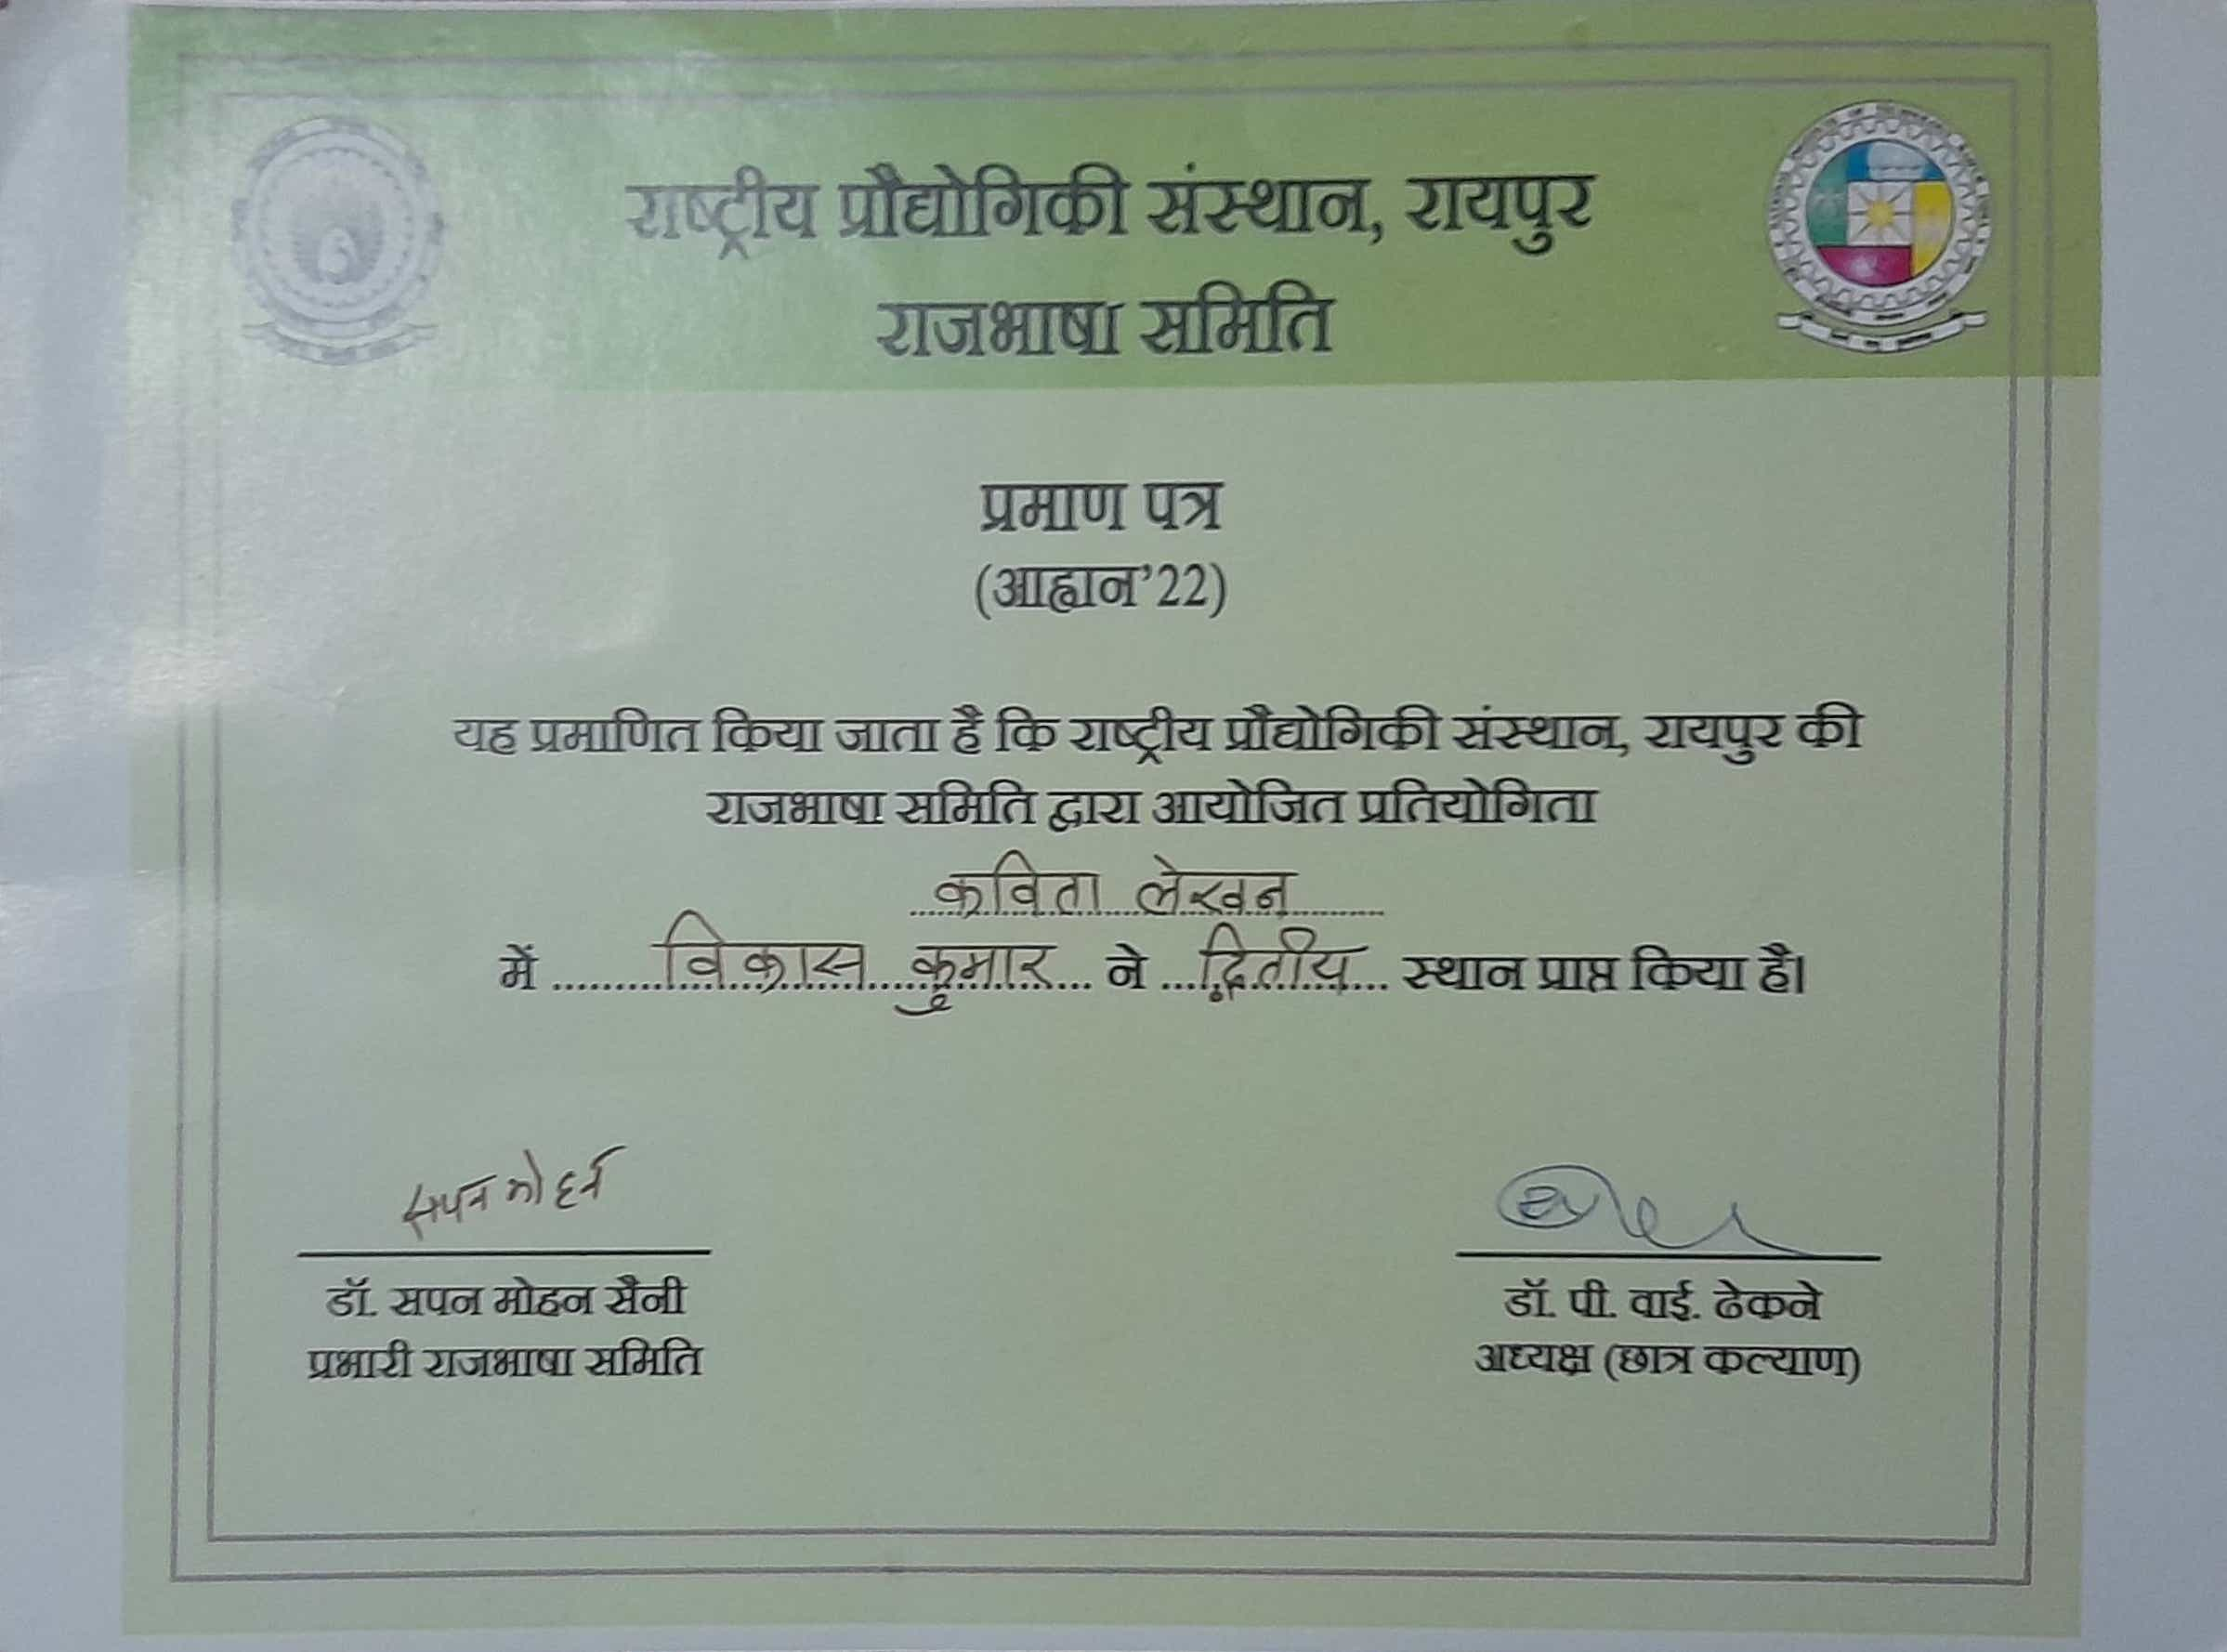 राष्ट्रीय प्रौद्योगिकी संस्थान, रायपुर
राजभाषा समिति
प्रमाण पत्र
(आह्वान'22)
यह प्रमाणित किया जाता है कि राष्ट्रीय प्रौद्योगिकी संस्थान, रायपुर की
राजभाषा समिति द्वारा आयोजित प्रतियोगिता
कविता लेखन
में विकास कुमार ने द्वितीय स्थान प्राप्त किया है।
सपन मोहन
डॉ. सपन मोहन सैनी
प्रभारी राजभाषा समिति
डॉ. पी. वाई. ढेकने
अध्यक्ष (छात्र कल्याण)